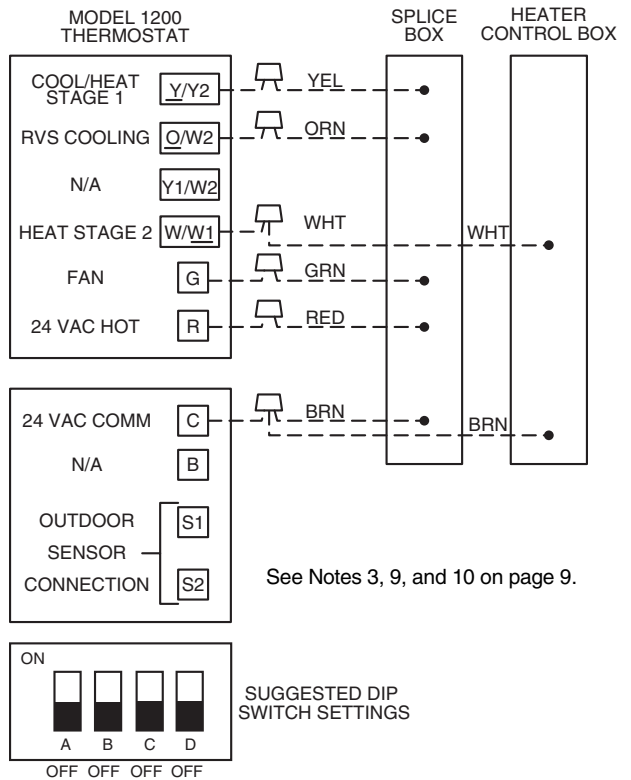 MODEL 1200
THERMOSTAT
SPLICE
BOX
HEATER
CONTROL BOX
COOL/HEAT
STAGE 1
Y/Y2
YEL
RVS COOLING
O/W2
ORN
N/A
Y1/W2
HEAT STAGE 2
W/W1
WHT
WHT
FAN
G
GRN
24 VAC HOT
R
RED
24 VAC COMM
C
BRN
BRN
N/A
B
OUTDOOR
SENSOR
CONNECTION
S1
S2
See Notes 3, 9, and 10 on page 9.
ON
A B C D
OFF OFF OFF OFF
SUGGESTED DIP
SWITCH SETTINGS